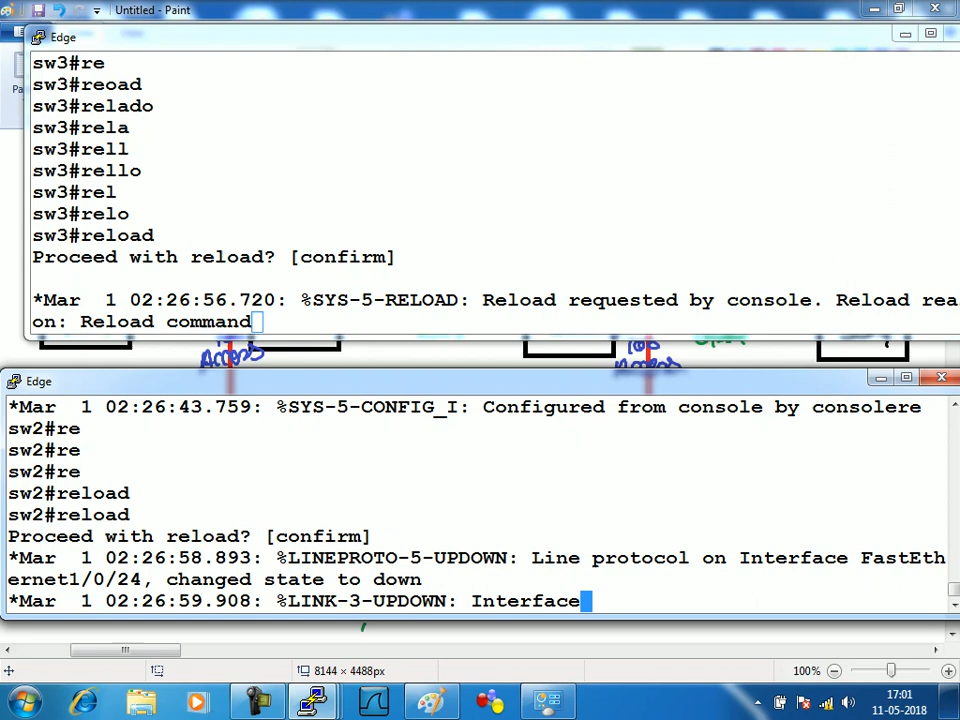 Untitled - Paint
Edge
sw3#re
sw3#reoad
sw3#relado
sw3#rela
sw3#rell
sw3#rello
sw3#rel
sw3#relo
sw3#reload
Proceed with reload? [confirm]
*Mar  1 02:26:56.720: %SYS-5-RELOAD: Reload requested by console. Reload rea
on: Reload command
Access
Edge
*Mar  1 02:26:43.759: %SYS-5-CONFIG_I: Configured from console by consolere
sw2#re
sw2#re
sw2#re
sw2#reload
sw2#reload
Proceed with reload? [confirm]
*Mar  1 02:26:58.893: %LINEPROTO-5-UPDOWN: Line protocol on Interface FastEth
ernet1/0/24, changed state to down
*Mar  1 02:26:59.908: %LINK-3-UPDOWN: Interface
8144 × 4488px
100%
17:01
11-05-2018